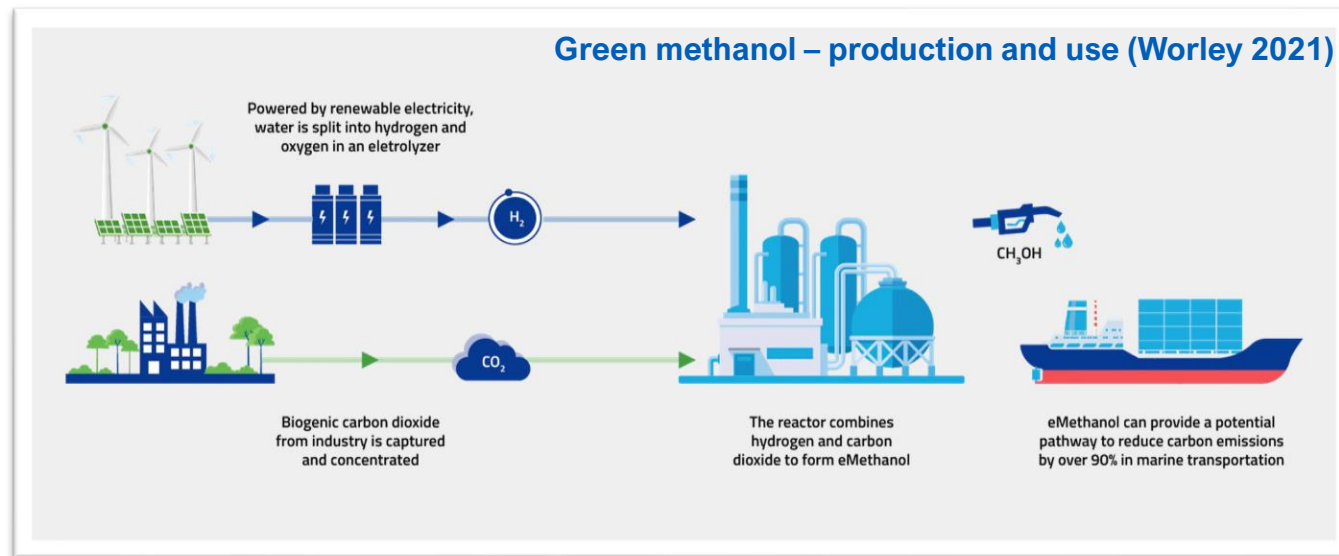 Green methanol – production and use (Worley 2021)
Powered by renewable electricity,
water is split into hydrogen and
oxygen in an eletrolyzer
H₂
CH₃OH
CO₂
Biogenic carbon dioxide
from industry is captured
and concentrated
The reactor combines
hydrogen and carbon
dioxide to form eMethanol
eMethanol can provide a potential
pathway to reduce carbon emissions
by over 90% in marine transportation